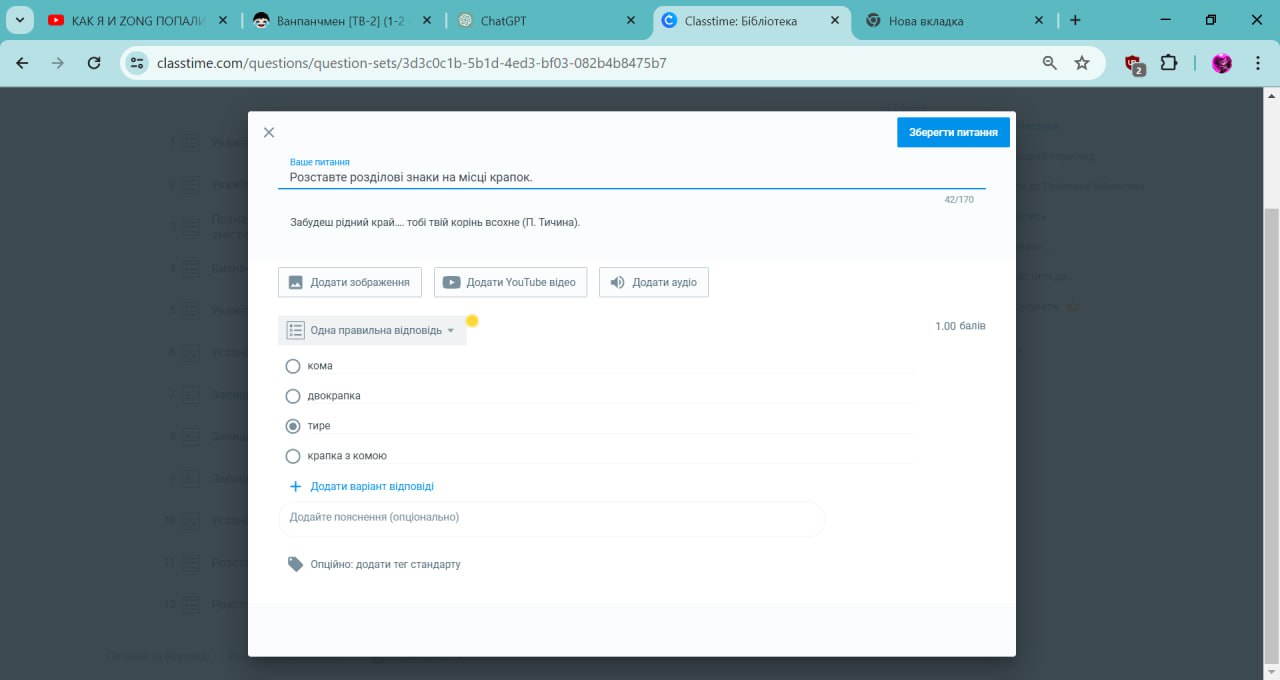 КАК Я И ZONG ПОПАЛИ
Ванпанчмен [ТВ-2] (1-2
ChatGPT
Classtime: Бібліотека
Нова вкладка
classtime.com/questions/question-sets/3d3c0c1b-5b1d-4ed3-bf03-082b4b8475b7
2
Зберегти питання
Ваше питання
Розставте розділові знаки на місці крапок.
42/170
Забудеш рідний край.... тобі твій корінь всохне (П. Тичина).
Додати зображення
Додати YouTube відео
Додати аудіо
Одна правильна відповідь
1.00 балів
кома
двокрапка
тире
крапка з комою
Додати варіант відповіді
Додайте пояснення (опціонально)
Опційно: додати тег стандарту